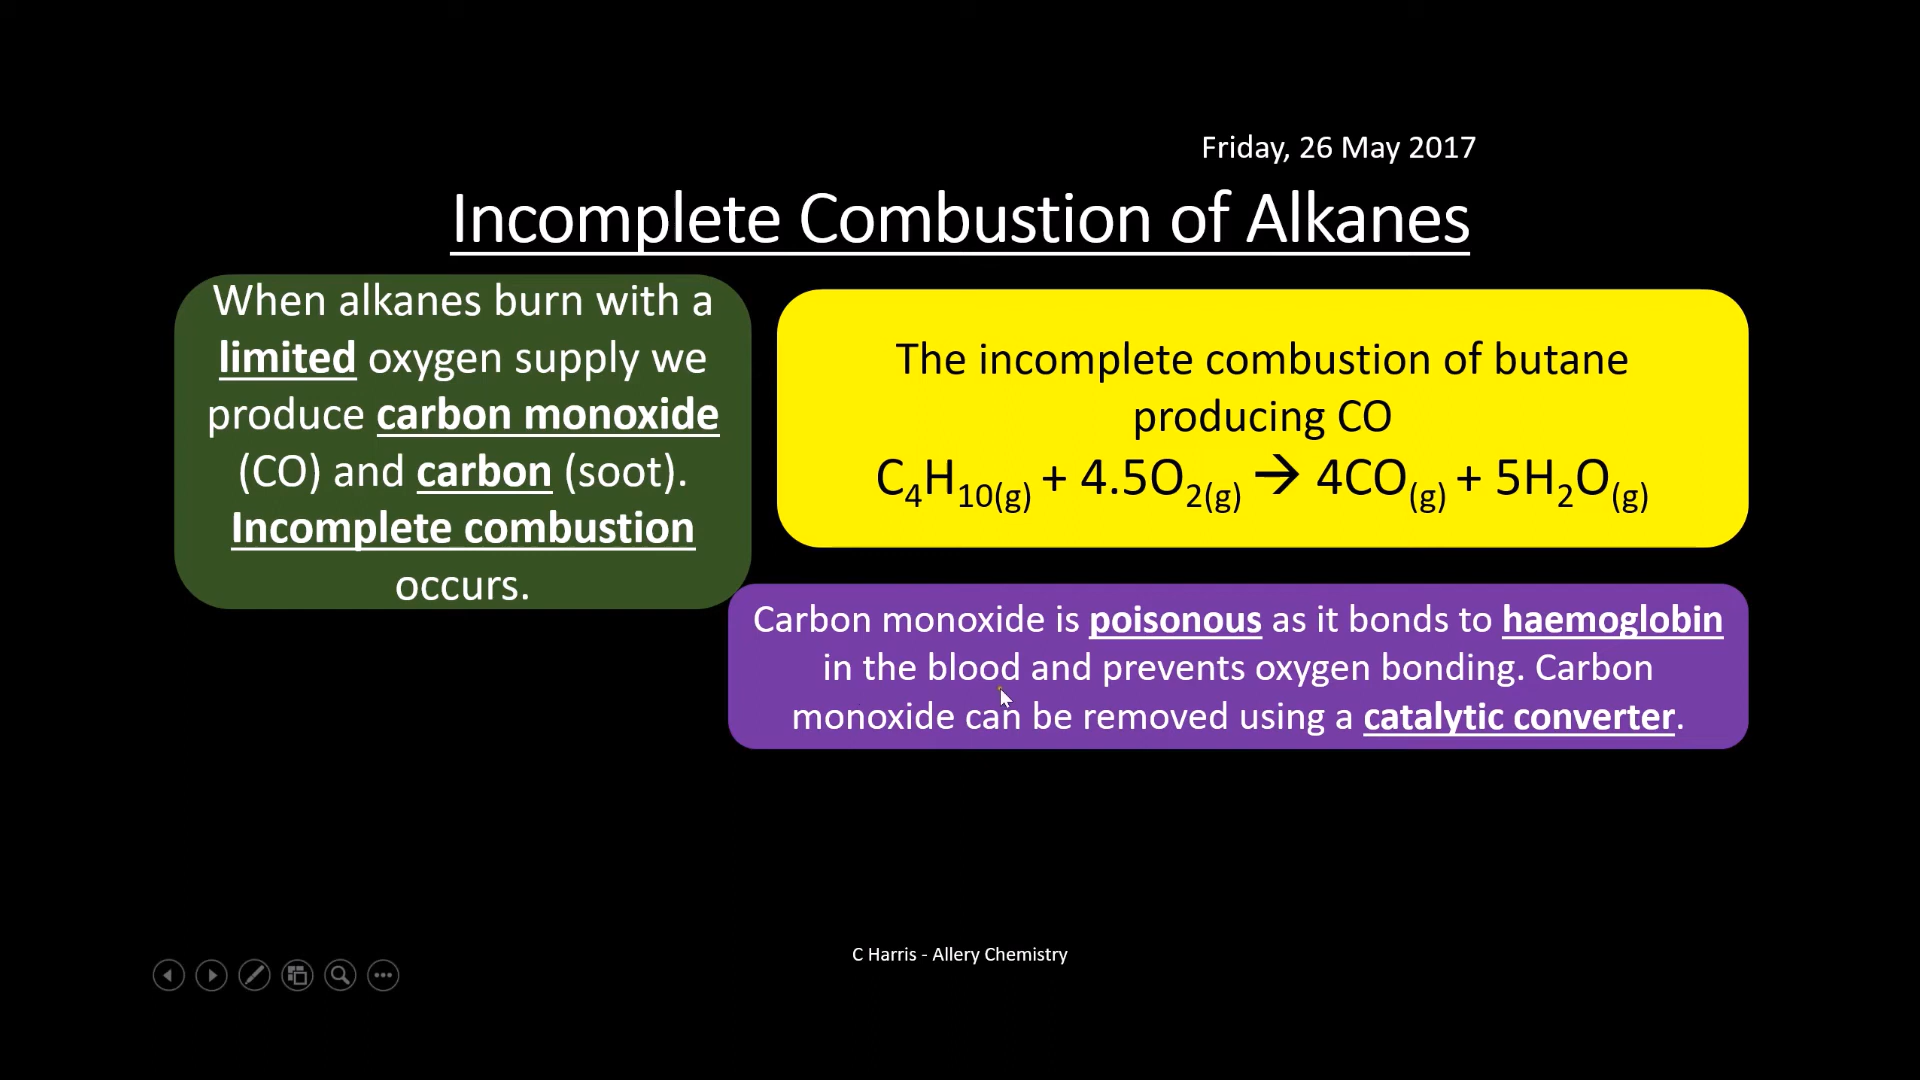 Friday, 26 May 2017
Incomplete Combustion of Alkanes
When alkanes burn with a
limited oxygen supply we
produce carbon monoxide
(CO) and carbon (soot).
Incomplete combustion
occurs.
The incomplete combustion of butane
producing CO
C₄H₁₀(g) + 4.5O₂(g) → 4CO(g) + 5H₂O(g)
Carbon monoxide is poisonous as it bonds to haemoglobin
in the blood and prevents oxygen bonding. Carbon
monoxide can be removed using a catalytic converter.
C Harris - Allery Chemistry